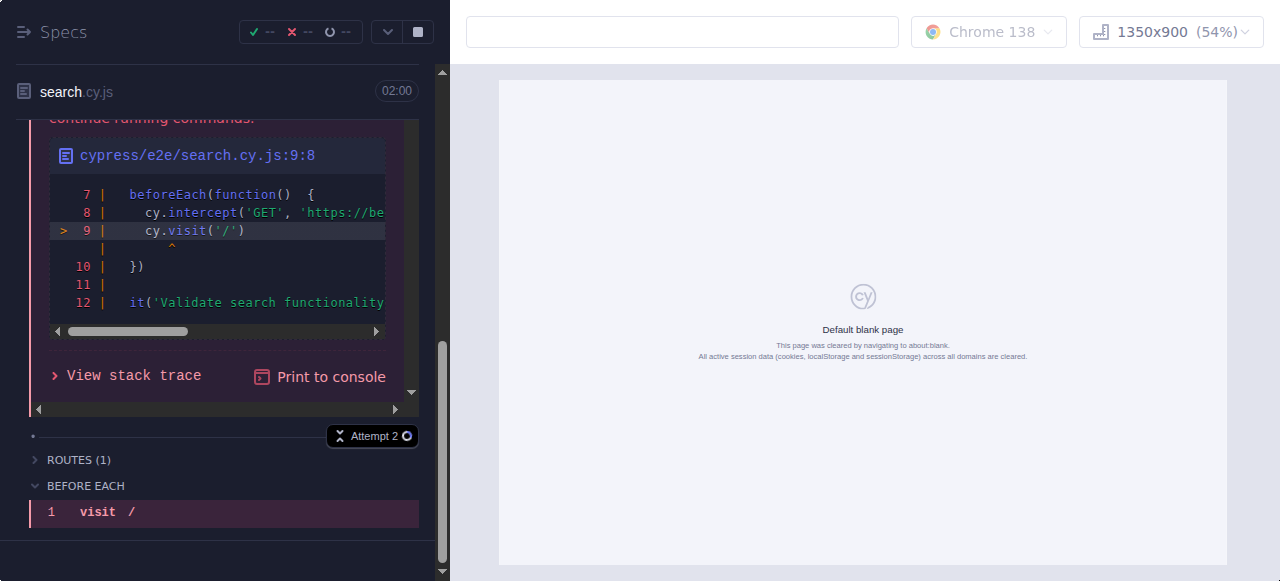 Specs
--
--
--
Chrome 138
1350x900 (54%)
search.cy.js
02:00
continue running commands.
cypress/e2e/search.cy.js:9:8
7 | beforeEach(function() {
8 | cy.intercept('GET', 'https://be
> 9 | cy.visit('/')
| ^
10 | })
11 |
12 | it('Validate search functionality
View stack trace
Print to console
Attempt 2
ROUTES (1)
BEFORE EACH
1 visit /
cy
Default blank page
This page was cleared by navigating to about:blank.
All active session data (cookies, localStorage and sessionStorage) across all domains are cleared.